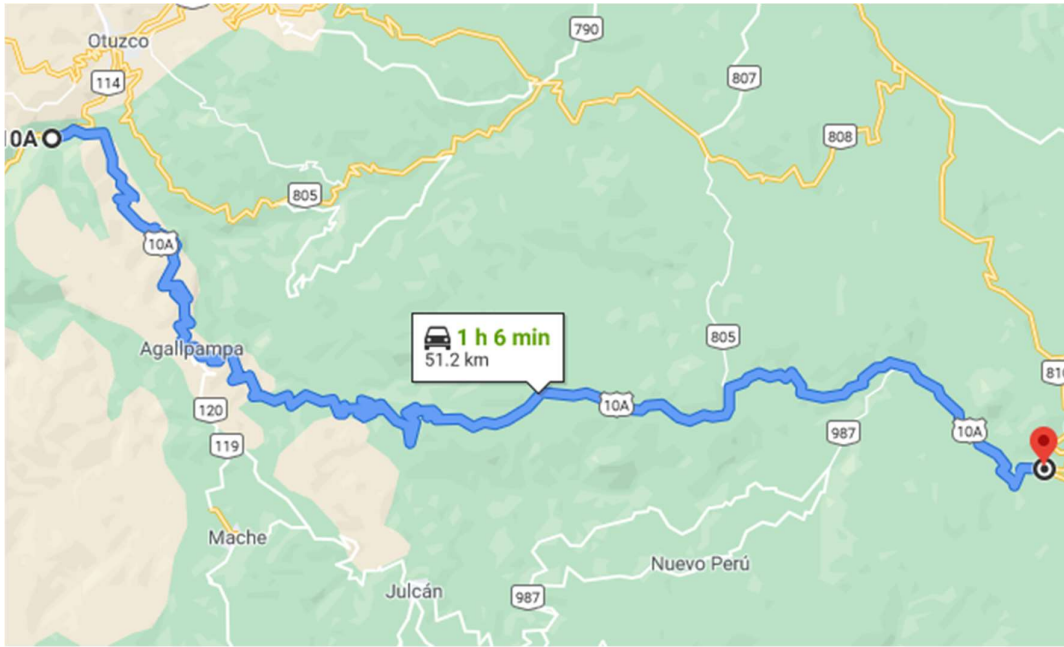 Otuzco
790
114
807
10A
808
805
10A
1 h 6 min
51.2 km
805
Agallpampa
810
10A
120
987
10A
119
Mache
Nuevo Perú
Julcán
987